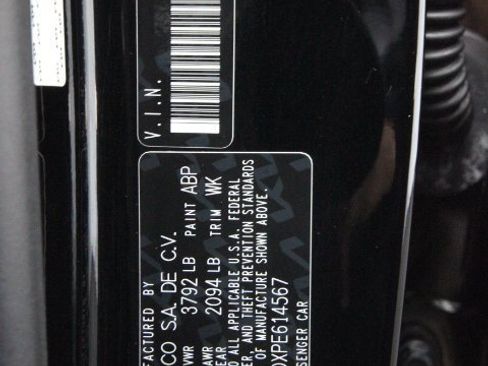 V.I.N.
FACTURED BY
CO S.A. DE C.V.
VWR 3792 LB PAINT ABP
AWR
EAR 2094 LB TRIM WK
O ALL APPLICABLE U.S.A. FEDERAL
ER, AND THEFT PREVENTION STANDARDS
OF MANUFACTURE SHOWN ABOVE.
XPE614567
SENGER CAR